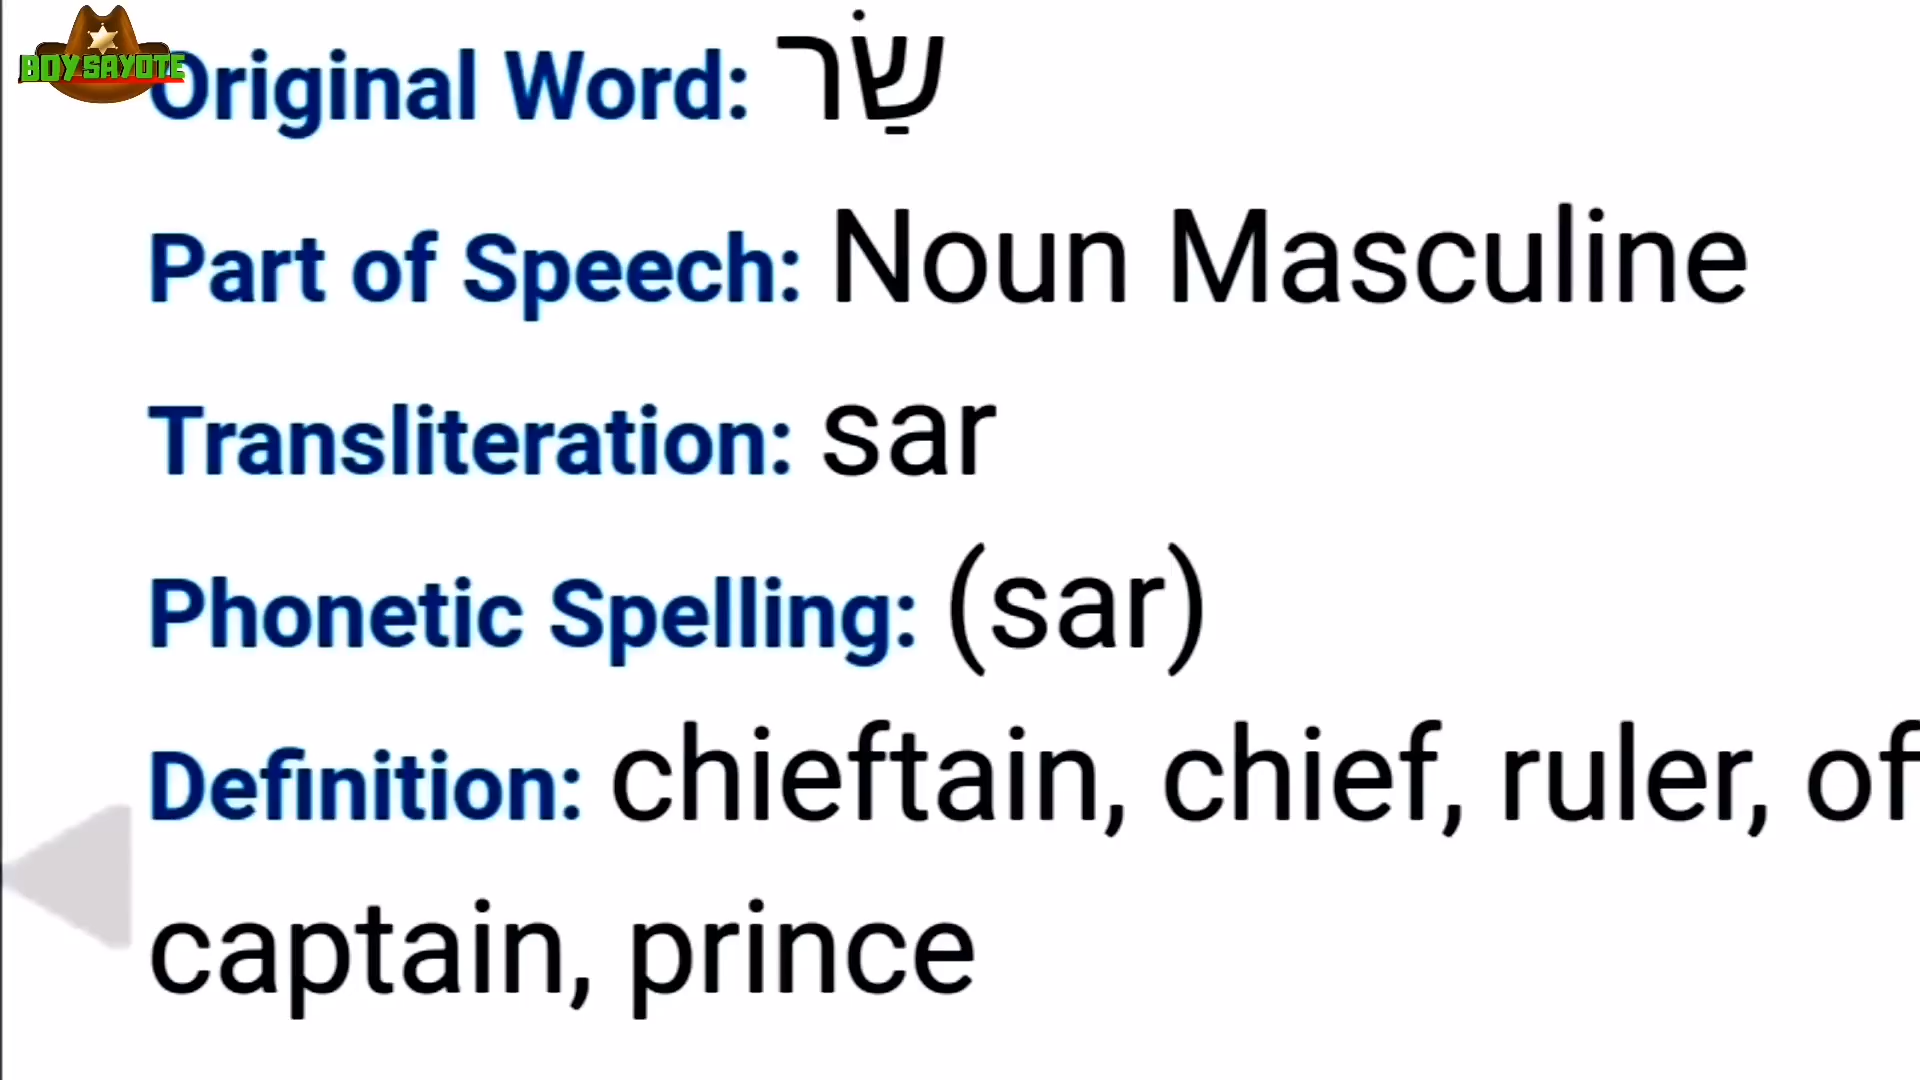 BOY SAYOTE
Original Word: שַׂר
Part of Speech: Noun Masculine
Transliteration: sar
Phonetic Spelling: (sar)
Definition: chieftain, chief, ruler, of
captain, prince